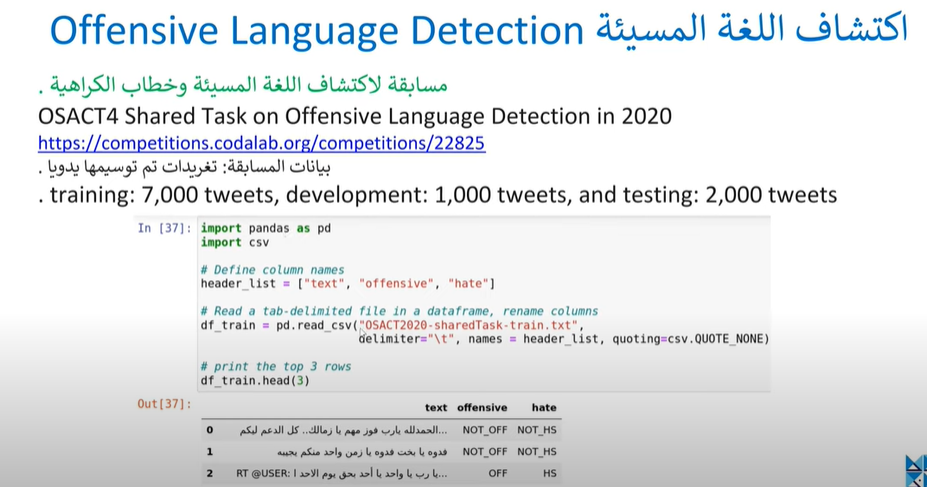 Offensive Language Detection اكتشاف اللغة المسيئة
مسابقة لاكتشاف اللغة المسيئة وخطاب الكراهية .
OSACT4 Shared Task on Offensive Language Detection in 2020
https://competitions.codalab.org/competitions/22825
بيانات المسابقة: تغريدات تم توسيمها يدويا .
. training: 7,000 tweets, development: 1,000 tweets, and testing: 2,000 tweets
In [37]: import pandas as pd
import csv
# Define column names
header_list = ["text", "offensive", "hate"]
# Read a tab-delimited file in a dataframe, rename columns
df_train = pd.read_csv("OSACT2020-sharedTask-train.txt",
delimiter="\t", names = header_list, quoting=csv.QUOTE_NONE)
# print the top 3 rows
df_train.head(3)
Out[37]:
text offensive hate
0 الحمدلله يارب فوز مهم يا زمالك.. كل الدعم ليكم... NOT_OFF NOT_HS
1 فدوه يا بخت فدوه يا زمن واحد منكم يجيبه NOT_OFF NOT_HS
2 RT @USER: يا رب يا واحد يا أحد بحق يوم الاحد ا... OFF HS